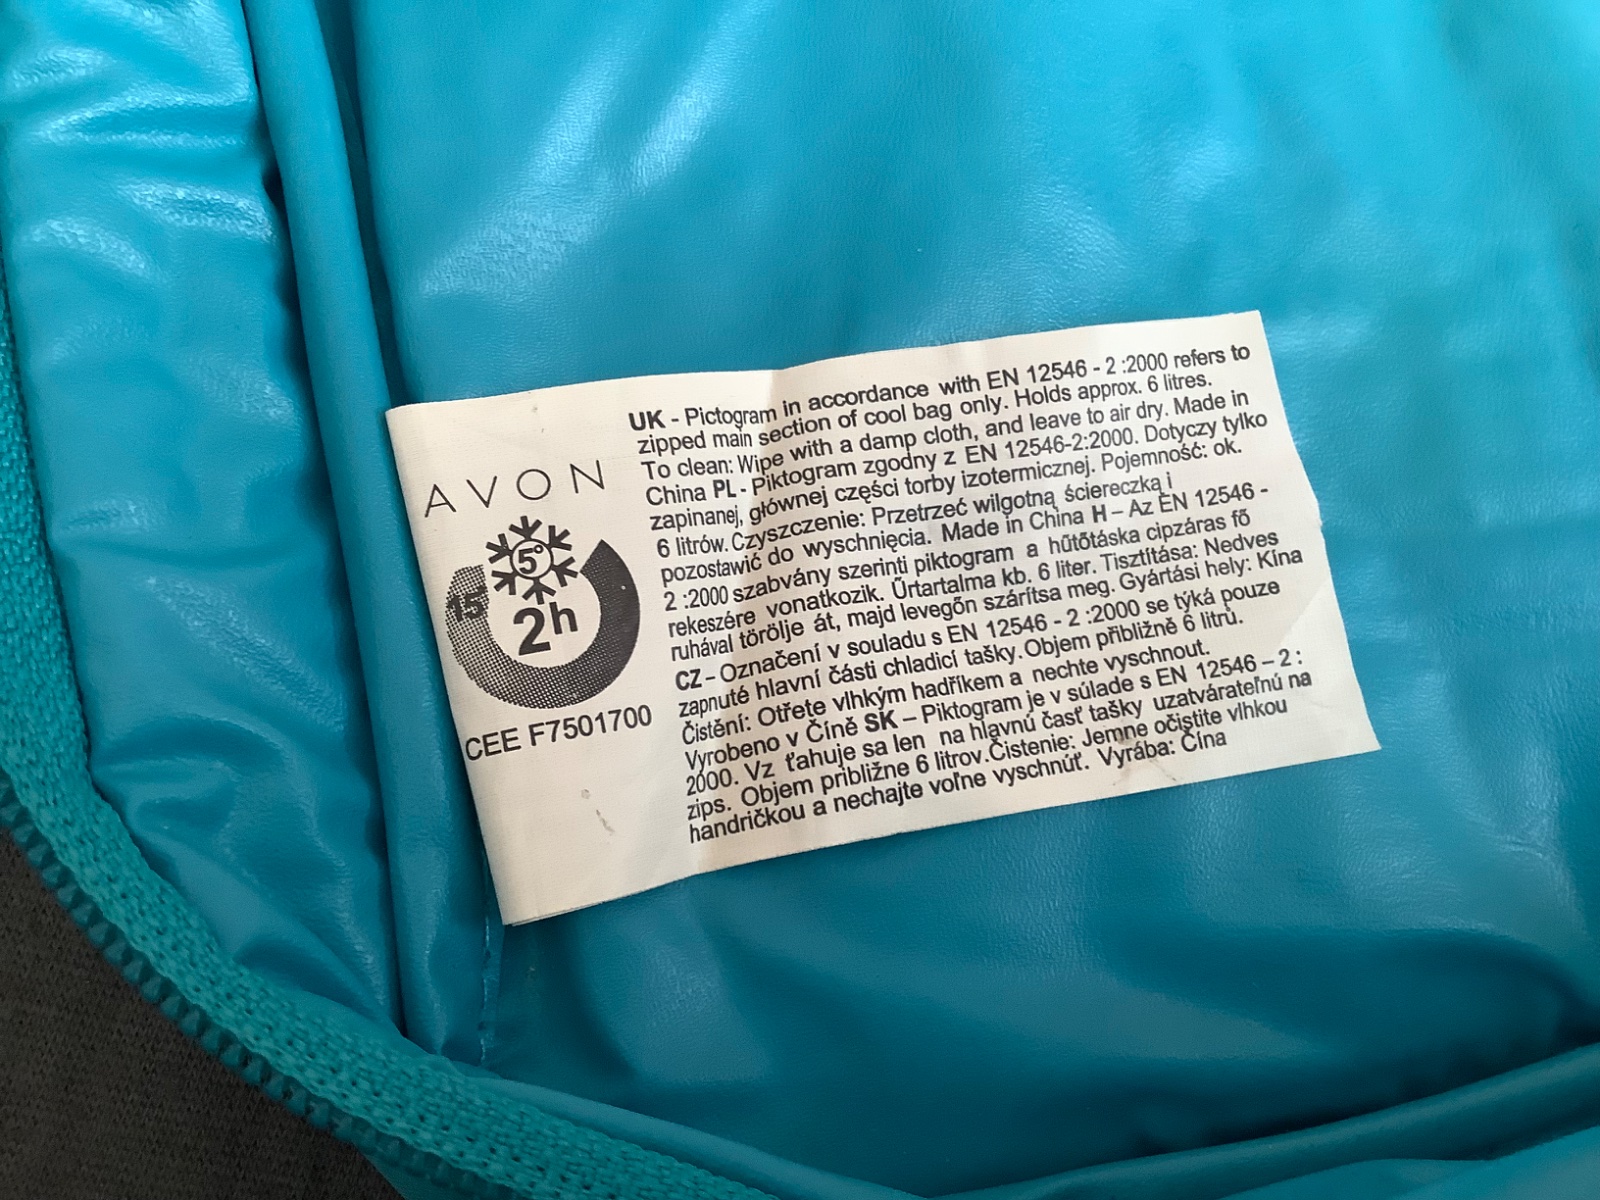 AVON
5°
15°
2h
CEE F7501700
UK - Pictogram in accordance with EN 12546 - 2 :2000 refers to
zipped main section of cool bag only. Holds approx. 6 litres.
To clean: Wipe with a damp cloth, and leave to air dry. Made in
China PL - Piktogram zgodny z EN 12546-2:2000. Dotyczy tylko
zapinanej, głównej części torby izotermicznej. Pojemność: ok.
6 litrów. Czyszczenie: Przetrzeć wilgotną ściereczką i
pozostawić do wyschnięcia. Made in China H – Az EN 12546 -
2 :2000 szabvány szerinti piktogram a hűtőtáska cipzáras fő
rekeszére vonatkozik. Űrtartalma kb. 6 liter. Tisztítása: Nedves
ruhával törölje át, majd levegőn szárítsa meg. Gyártási hely: Kína
CZ – Označení v souladu s EN 12546 - 2 :2000 se týká pouze
zapnuté hlavní části chladicí tašky. Objem přibližně 6 litrů.
Čistění: Otřete vlhkým hadříkem a nechte vyschnout.
Vyrobeno v Číně SK – Piktogram je v súlade s EN 12546 – 2 :
2000. Vz ťahuje sa len na hlavnú časť tašky uzatvárateľnú na
zips. Objem približne 6 litrov.Čistenie: Jemne očistite vlhkou
handričkou a nechajte voľne vyschnúť. Vyrába: Čína